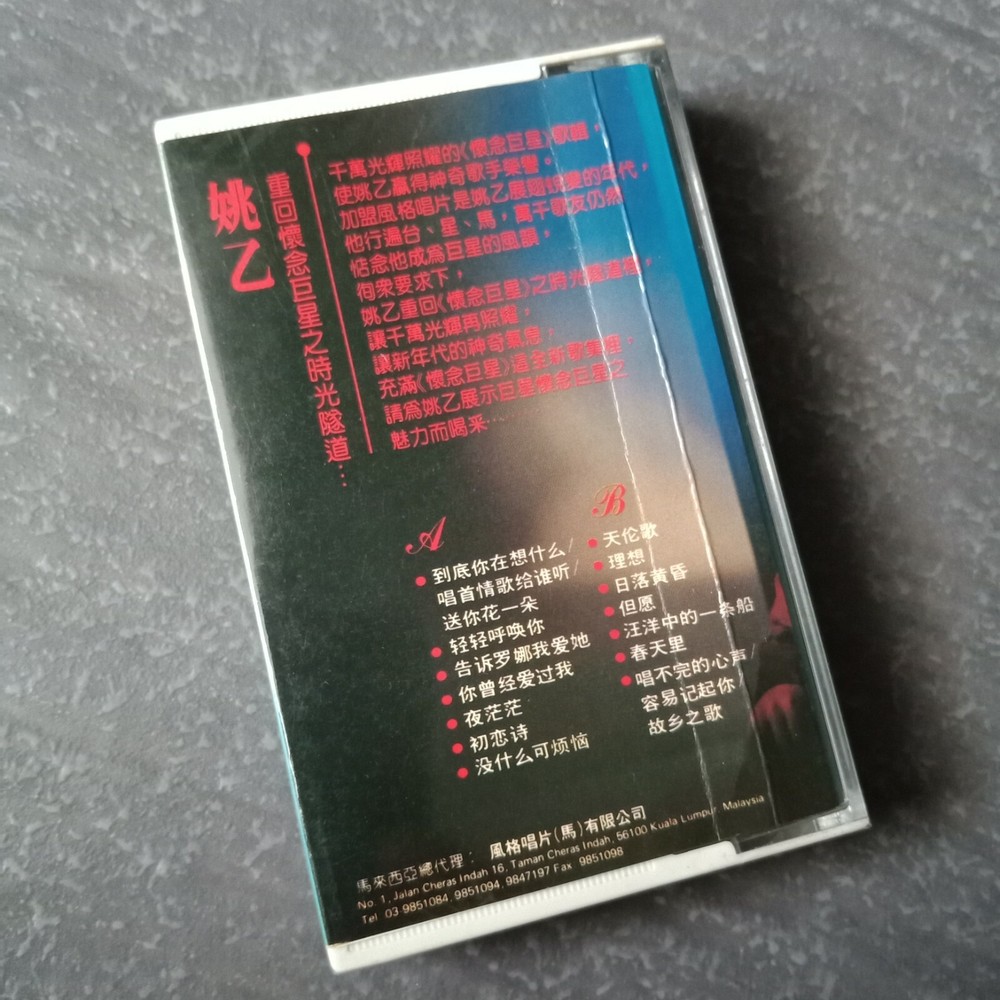 姚乙
重回懷念巨星之時光隧道…
千萬光輝照耀的《懷念巨星》歌謎，
使姚乙贏得神奇歌手榮譽。
加盟風格唱片是姚乙展翅蛻變的年代，
他行遍台、星、馬，萬千歌友仍然
惦念他成為巨星的風韻。
徇衆要求下，
姚乙重回《懷念巨星》之時光隧道裡，
讓千萬光輝再照耀，
讓新年代的神奇氣息，
充滿《懷念巨星》這全新歌集裡，
請為姚乙展示巨星懷念巨星之
魅力而喝釆…
A
到底你在想什么/
唱首情歌给谁听/
送你花一朵
轻轻呼唤你
告诉罗娜我爱她
你曾经爱过我
夜茫茫
初恋诗
没什么可烦恼
B
天伦歌
理想
日落黄昏
但愿
汪洋中的一条船
春天里
唱不完的心声/
容易记起你/
故乡之歌
馬來西亞總代理： 風格唱片(馬)有限公司
No. 1, Jalan Cheras Indah 16, Taman Cheras Indah, 56100 Kuala Lumpur, Malaysia
Tel 03-9851084, 9851094, 9847197 Fax 9851098